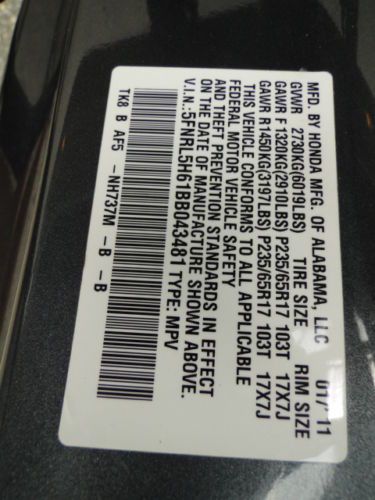 MFD. BY HONDA MFG. OF ALABAMA, LLC 01/ 11
GVWR 2730KG(6019LBS) TIRE SIZE RIM SIZE
GAWR F 1320KG(2910LBS) P235/65R17 103T 17X7J
GAWR R 1450KG(3197LBS) P235/65R17 103T 17X7J
THIS VEHICLE CONFORMS TO ALL APPLICABLE
FEDERAL MOTOR VEHICLE SAFETY
AND THEFT PREVENTION STANDARDS IN EFFECT
ON THE DATE OF MANUFACTURE SHOWN ABOVE.
V.I.N.: 5FNRL5H61BB043481 TYPE: MPV
TK8 B AF5 - NH737M - B - B